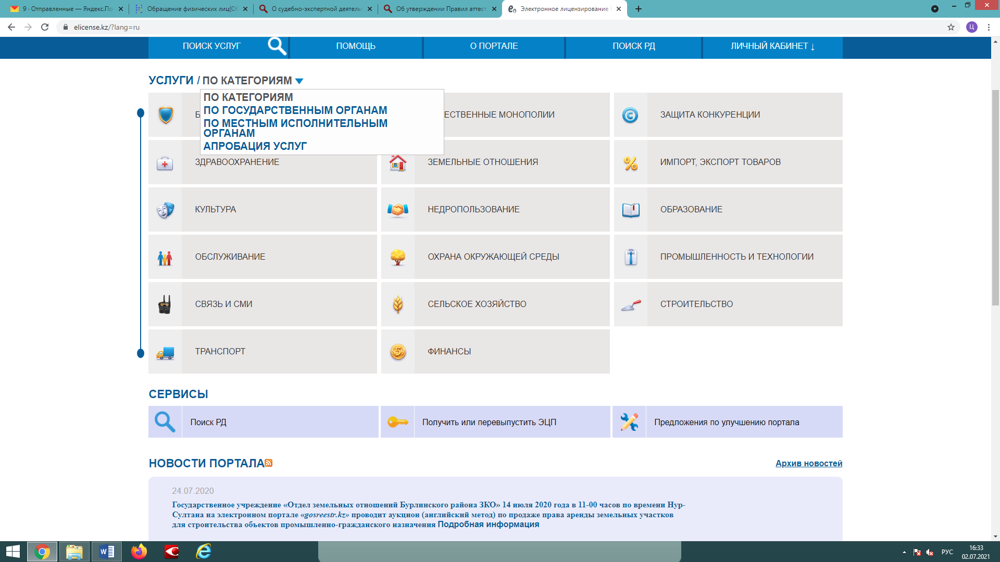 9 · Отправленные — Яндекс.По
Обращение физических лиц(Об
О судебно-экспертной деятель
Об утверждении Правил аттест
Электронное лицензирование
elicense.kz/?lang=ru
Ц
ПОИСК УСЛУГ
ПОМОЩЬ
О ПОРТАЛЕ
ПОИСК РД
ЛИЧНЫЙ КАБИНЕТ ↓
УСЛУГИ / ПО КАТЕГОРИЯМ
ПО КАТЕГОРИЯМ
ПО ГОСУДАРСТВЕННЫМ ОРГАНАМ
ПО МЕСТНЫМ ИСПОЛНИТЕЛЬНЫМ
ОРГАНАМ
АПРОБАЦИЯ УСЛУГ
Б
ЕСТВЕННЫЕ МОНОПОЛИИ
ЗАЩИТА КОНКУРЕНЦИИ
ЗДРАВООХРАНЕНИЕ
ЗЕМЕЛЬНЫЕ ОТНОШЕНИЯ
ИМПОРТ, ЭКСПОРТ ТОВАРОВ
КУЛЬТУРА
НЕДРОПОЛЬЗОВАНИЕ
ОБРАЗОВАНИЕ
ОБСЛУЖИВАНИЕ
ОХРАНА ОКРУЖАЮЩЕЙ СРЕДЫ
ПРОМЫШЛЕННОСТЬ И ТЕХНОЛОГИИ
СВЯЗЬ И СМИ
СЕЛЬСКОЕ ХОЗЯЙСТВО
СТРОИТЕЛЬСТВО
ТРАНСПОРТ
ФИНАНСЫ
СЕРВИСЫ
Поиск РД
Получить или перевыпустить ЭЦП
Предложения по улучшению портала
НОВОСТИ ПОРТАЛА
Архив новостей
24.07.2020
Государственное учреждение «Отдел земельных отношений Бурлинского района ЗКО» 14 июля 2020 года в 11-00 часов по времени Нур-
Султана на электронном портале «gosreestr.kz» проводит аукцион (английский метод) по продаже права аренды земельных участков
для строительства объектов промышленно-гражданского назначения Подробная информация
РУС
16:33
02.07.2021